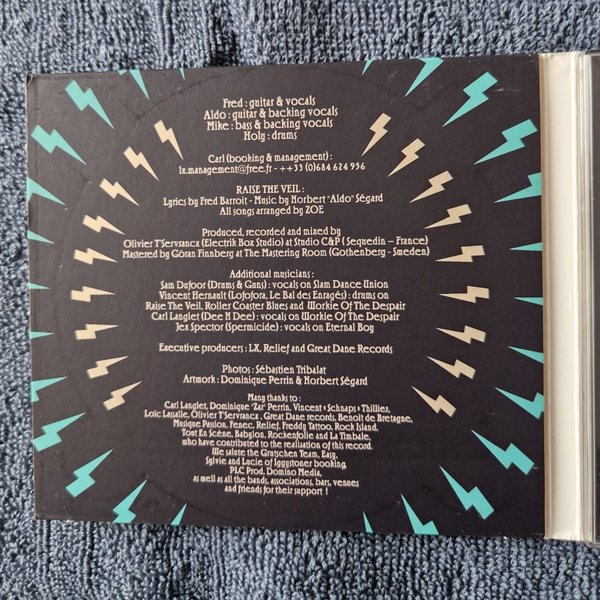 Fred : guitar & vocals
Aldo : guitar & backing vocals
Mike : bass & backing vocals
Holy : drums
Carl (booking & management) :
lx.management@free.fr - ++33 (0)684 624 956
RAISE THE VEIL :
Lyrics by Fred Barroit - Music by Norbert "Aldo" Ségard
All songs arranged by ZOE
Produced, recorded and mixed by
Olivier T'Servrancx (Electrik Box Studio) at Studio C&P ( Sequedin – France)
Mastered by Göran Finnberg at The Mastering Room (Gothenberg - Sweden)
Additional musicians :
Sam Dufoor (Drums & Guns) : vocals on Slam Dance Union
Vincent Hernault (Lofofora, Le Bal des Enragés) : drums on
Raise The Veil, Roller Coaster Blues and Workie Of The Despair
Carl Langlet (Dee N Dee) : vocals on Workie Of The Despair
Jex Spector (Spermicide) : vocals on Eternal Boy
Executive producers : LX, Relief and Great Dane Records
Photos : Sébastien Tribalat
Artwork : Dominique Perrin & Norbert Ségard
Many thanks to :
Carl Langlet, Dominique "Zar" Perrin, Vincent « Schnaps » Thilliez,
Loïc Lassalle, Olivier T'Servranca , Great Dane records, Benoit de Bretagne,
Musique Passion, Fenec, Relief, Freddy Tattoo, Rock Island,
Tout En Scène, Babylon, Rockenfolie and La Timbale,
who have contributed to the realisation of this record.
We salute the Grutschen Team, Easy,
Sylvie and Lucie of Iggystoner booking,
PLC Prod, Domino Media,
as well as all the bands, associations, bars, vennes
and friends for their support !